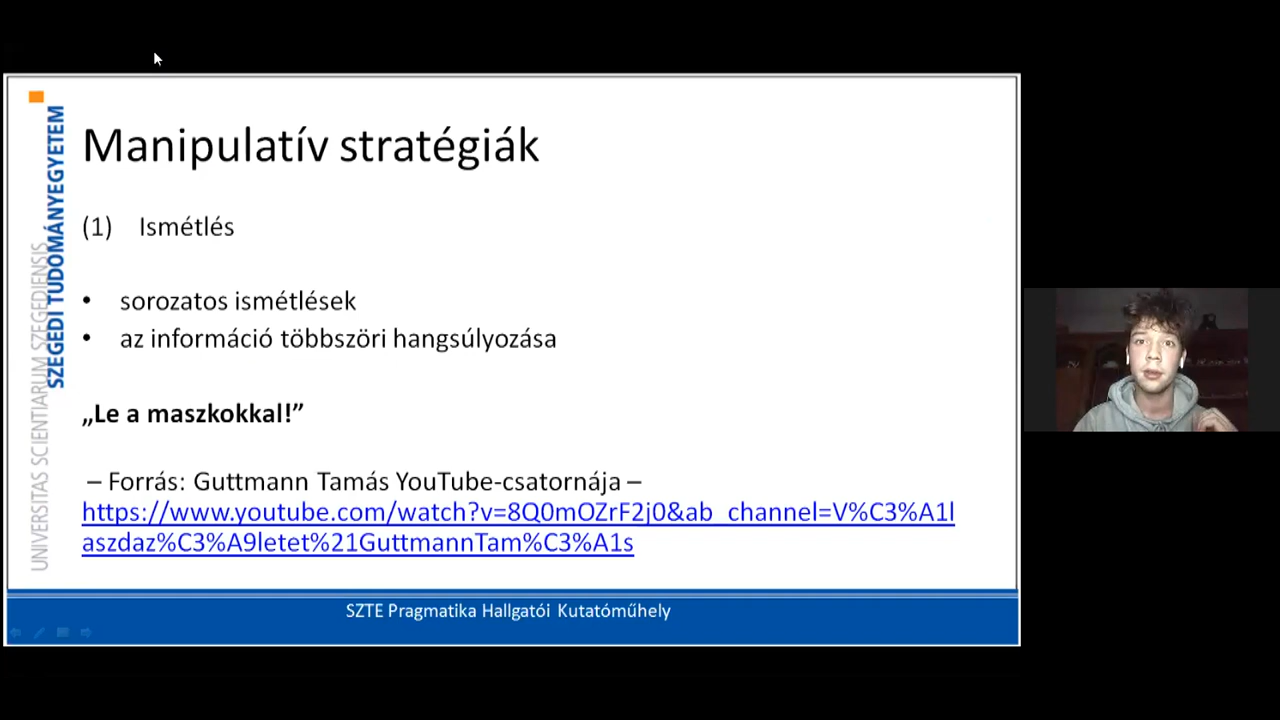 SZEGEDI TUDOMÁNYEGYETEM
UNIVERSITAS SCIENTIARUM SZEGEDIENSIS
Manipulatív stratégiák
(1) Ismétlés
• sorozatos ismétlések
• az információ többszöri hangsúlyozása
„Le a maszkokkal!”
– Forrás: Guttmann Tamás YouTube-csatornája –
https://www.youtube.com/watch?v=8Q0mOZrF2j0&ab_channel=V%C3%A1l
aszdaz%C3%A9letet%21GuttmannTam%C3%A1s
SZTE Pragmatika Hallgatói Kutatóműhely